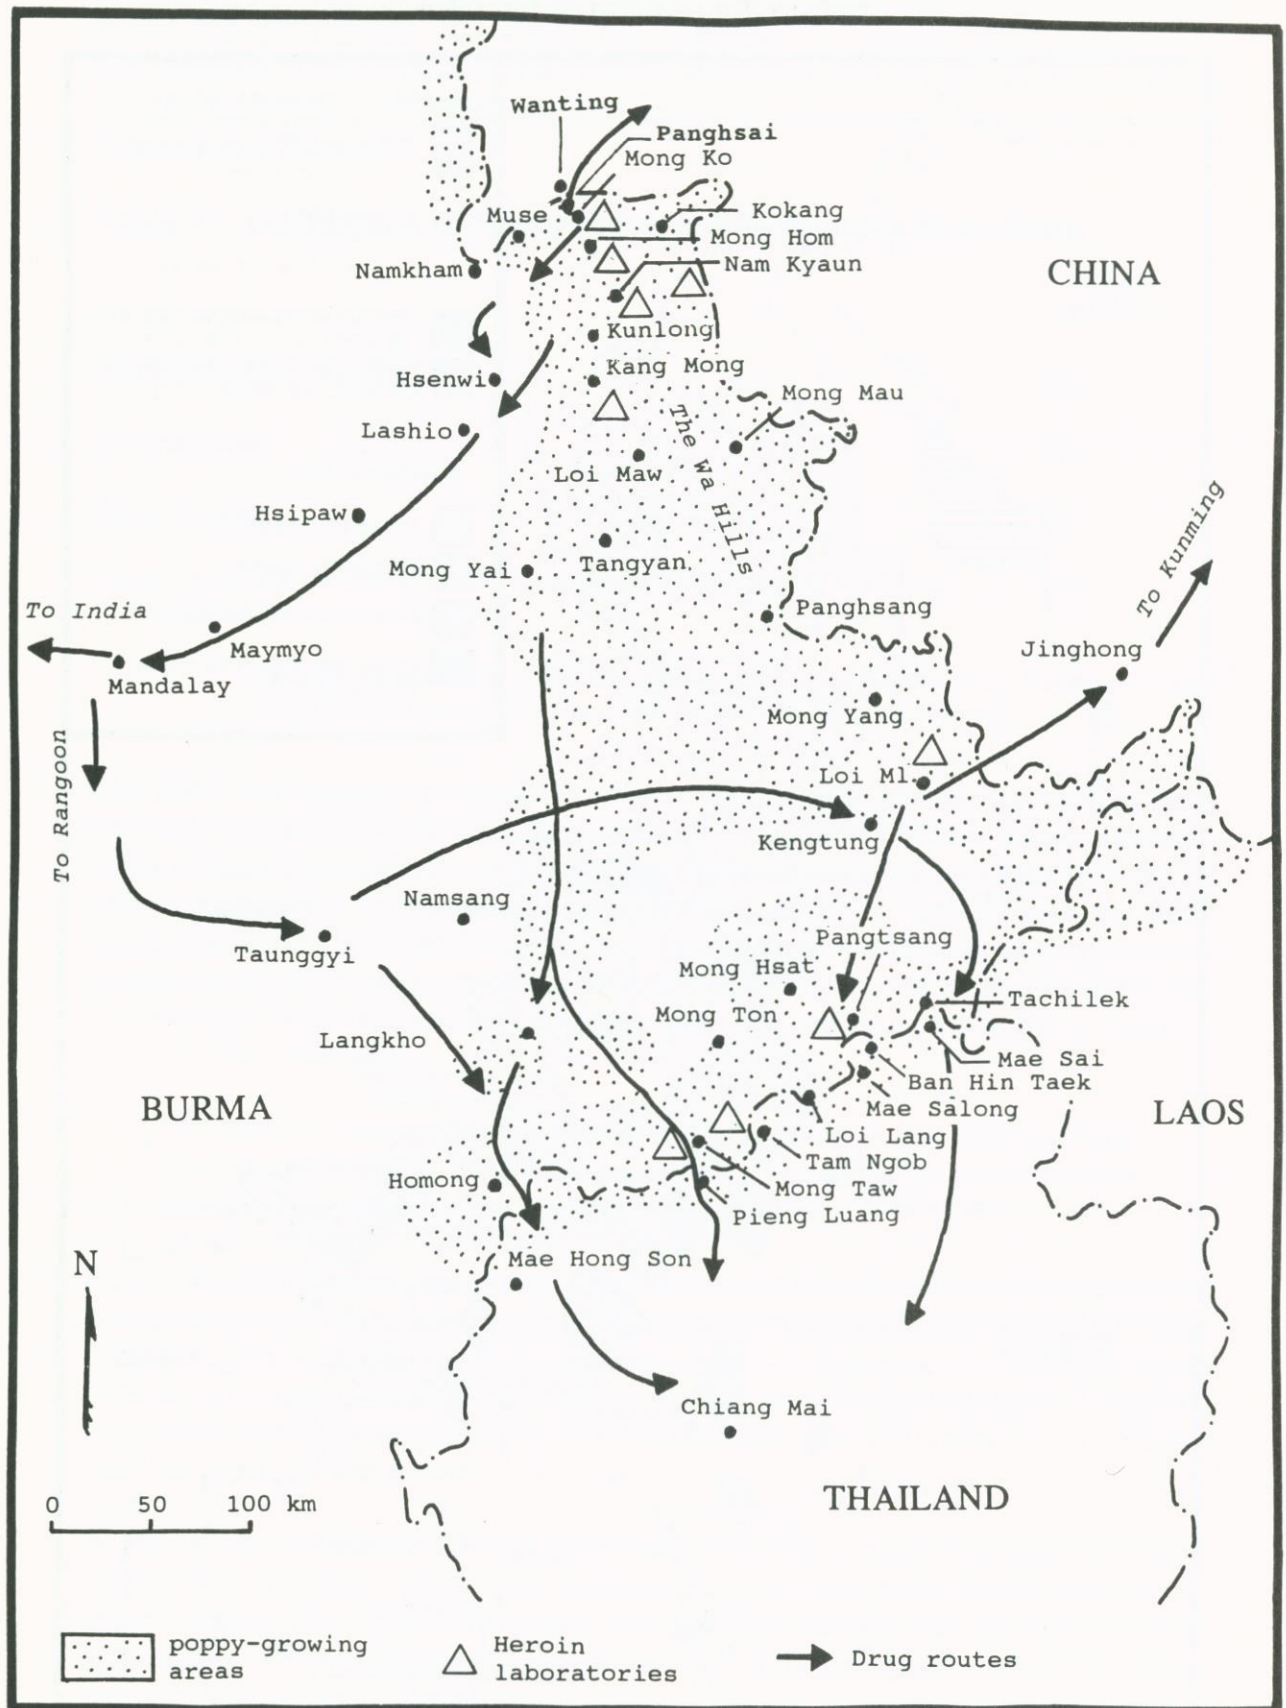 Wanting
Panghsai
Mong Ko
Muse
Kokang
Mong Hom
Namkham
Nam Kyaun
CHINA
Kunlong
Kang Mong
Hsenwi
Mong Mau
Lashio
The Wa Hills
Loi Maw
Hsipaw
Tangyan
Mong Yai
To Kunming
To India
Panghsang
Maymyo
Jinghong
Mandalay
Mong Yang
To Rangoon
Loi Ml.
Kengtung
Namsang
Taunggyi
Pangtsang
Mong Hsat
Tachilek
Mong Ton
Langkho
Mae Sai
Ban Hin Taek
BURMA
Mae Salong
LAOS
Loi Lang
Tam Ngob
Homong
Mong Taw
Pieng Luang
N
Mae Hong Son
Chiang Mai
THAILAND
0 50 100 km
poppy-growing
areas
Heroin
laboratories
Drug routes